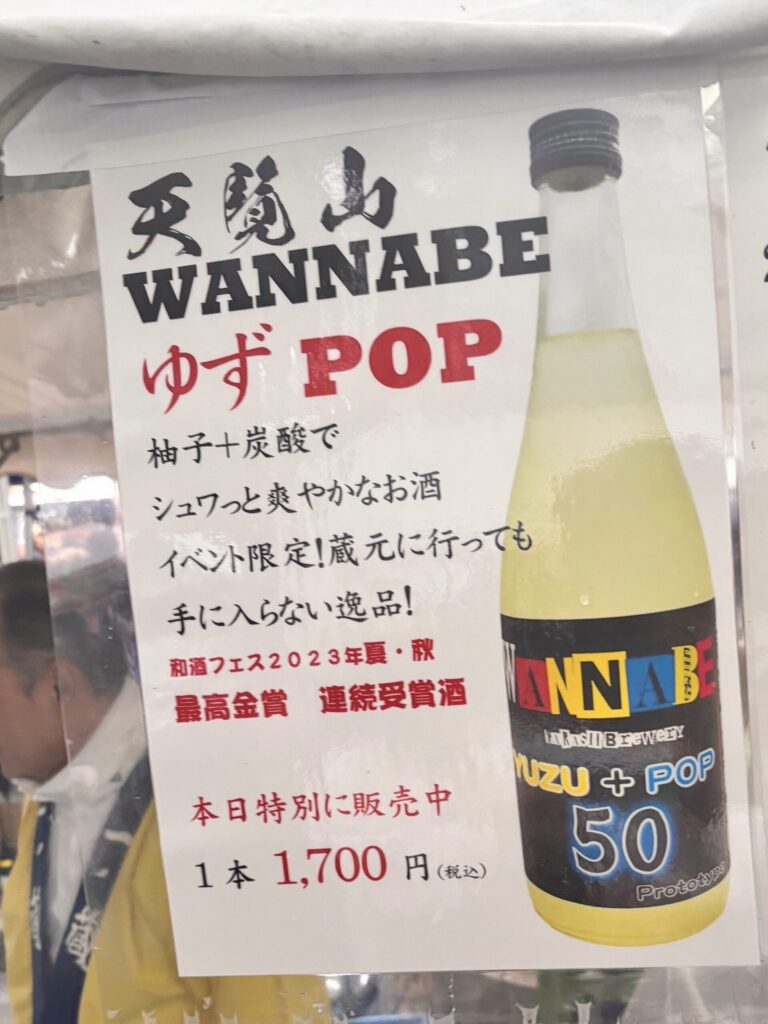 天覧山
WANNABE
ゆず POP
柚子+炭酸で
シュワっと爽やかなお酒
イベント限定!蔵元に行っても
手に入らない逸品!
和酒フェス2023年夏・秋
最高金賞 連続受賞酒
本日特別に販売中
1本 1,700 円(税込)
WANNABE
Brewery
YUZU + POP
50
Prototype